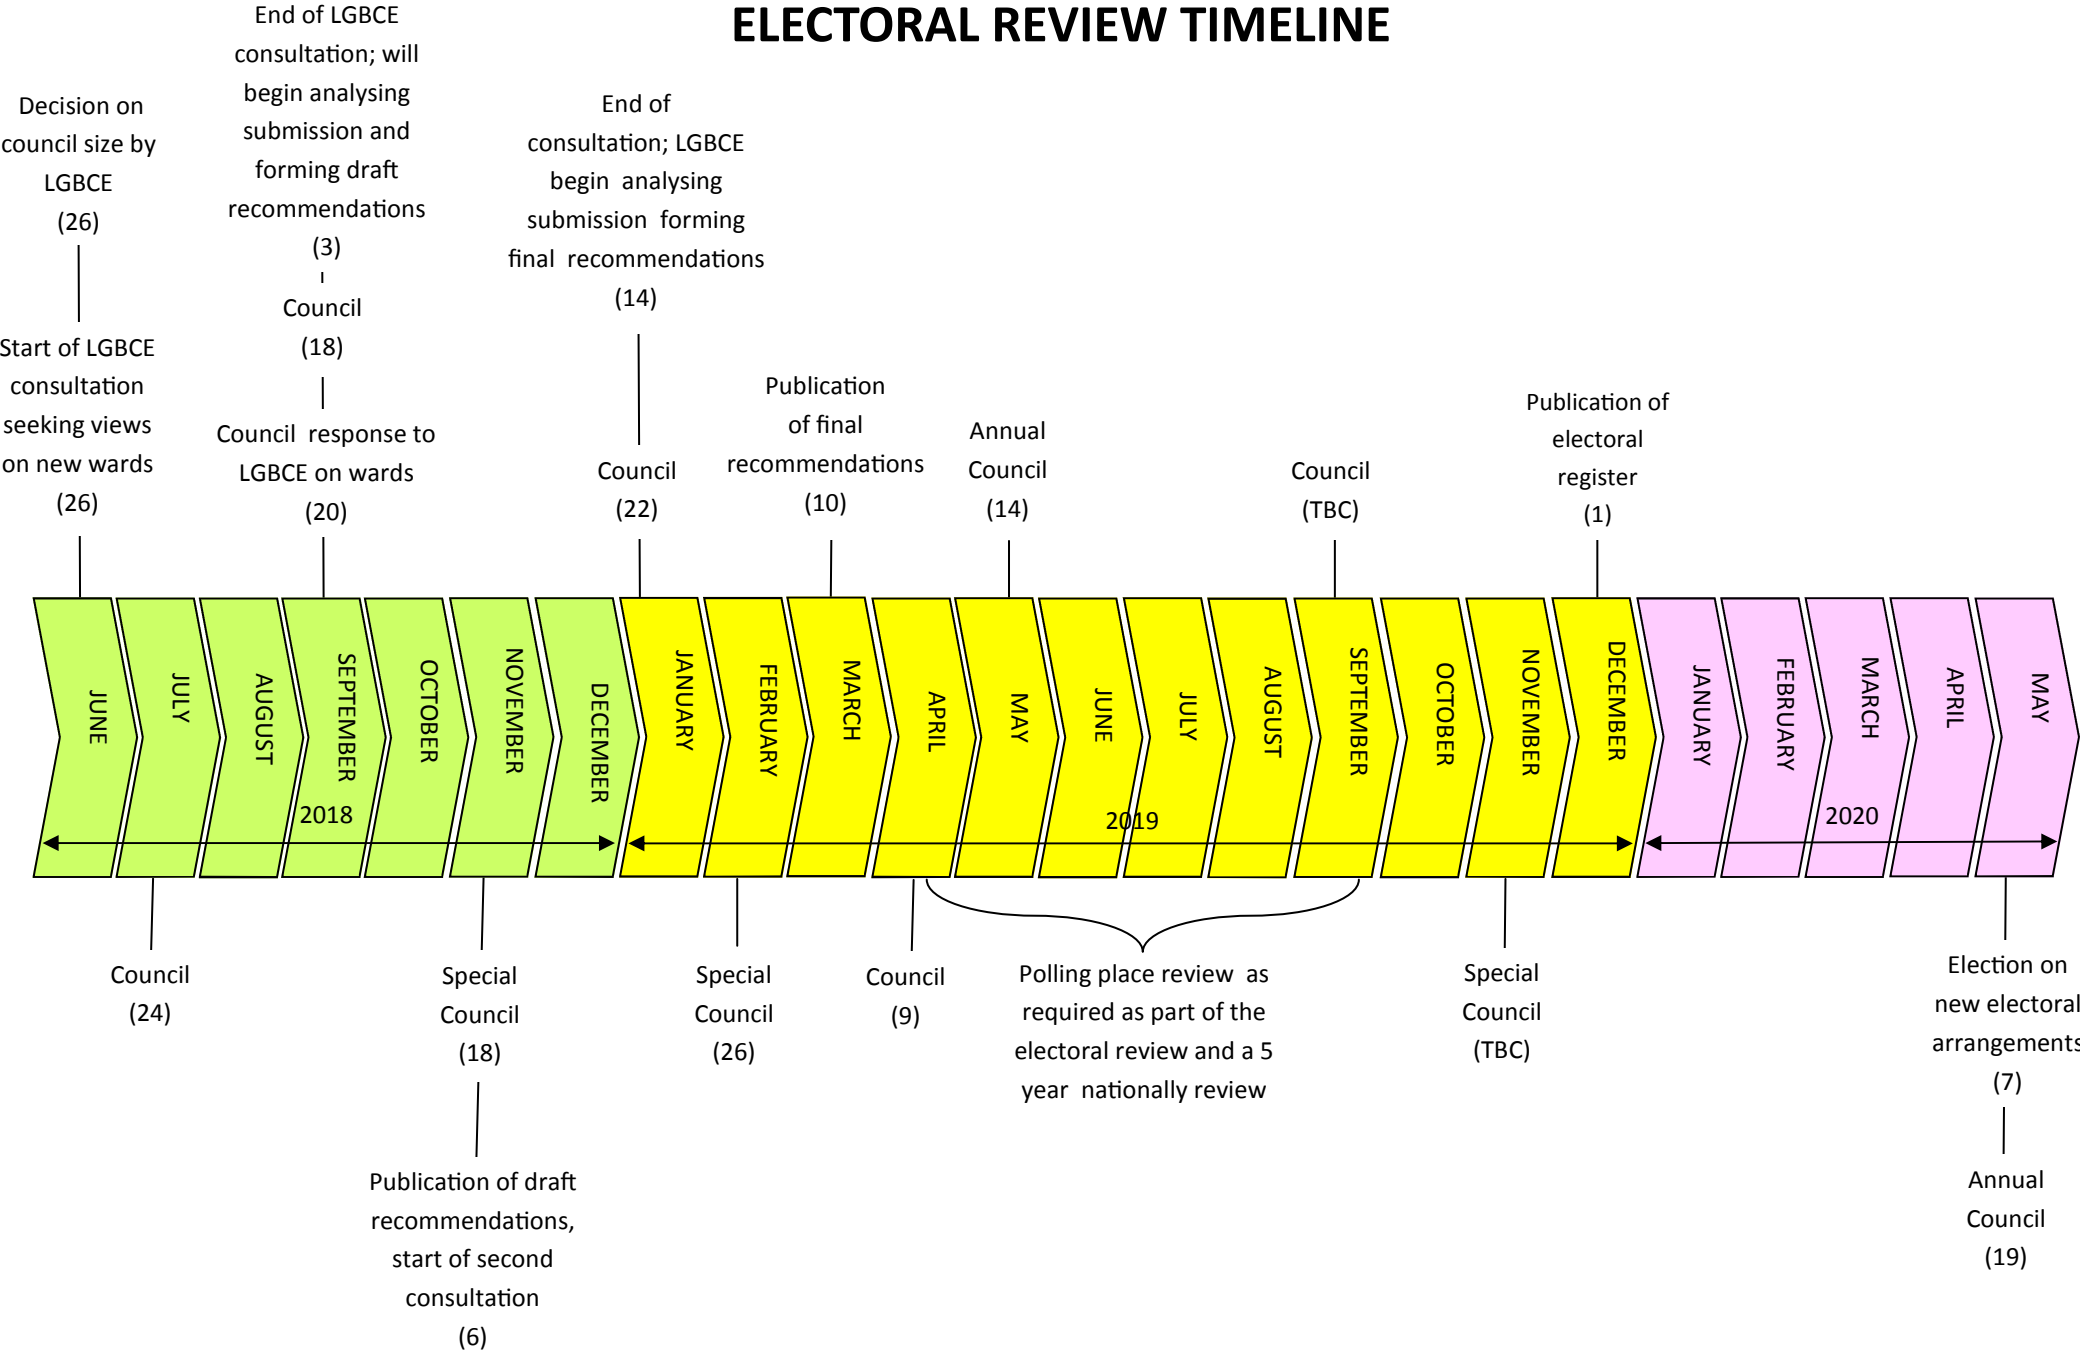 ELECTORAL REVIEW TIMELINE
Decision on
council size by
LGBCE
(26)
Start of LGBCE
consultation
seeking views
on new wards
(26)
End of LGBCE
consultation; will
begin analysing
submission and
forming draft
recommendations
(3)
Council
(18)
Council response to
LGBCE on wards
(20)
End of
consultation; LGBCE
begin analysing
submission forming
final recommendations
(14)
Council
(22)
Publication
of final
recommendations
(10)
Annual
Council
(14)
Council
(TBC)
Publication of
electoral
register
(1)
JUNE
JULY
AUGUST
SEPTEMBER
OCTOBER
NOVEMBER
DECEMBER
JANUARY
FEBRUARY
MARCH
APRIL
MAY
JUNE
JULY
AUGUST
SEPTEMBER
OCTOBER
NOVEMBER
DECEMBER
JANUARY
FEBRUARY
MARCH
APRIL
MAY
2018
2019
2020
Council
(24)
Special
Council
(18)
Publication of draft
recommendations,
start of second
consultation
(6)
Special
Council
(26)
Council
(9)
Polling place review as
required as part of the
electoral review and a 5
year nationally review
Special
Council
(TBC)
Election on
new electoral
arrangements
(7)
Annual
Council
(19)